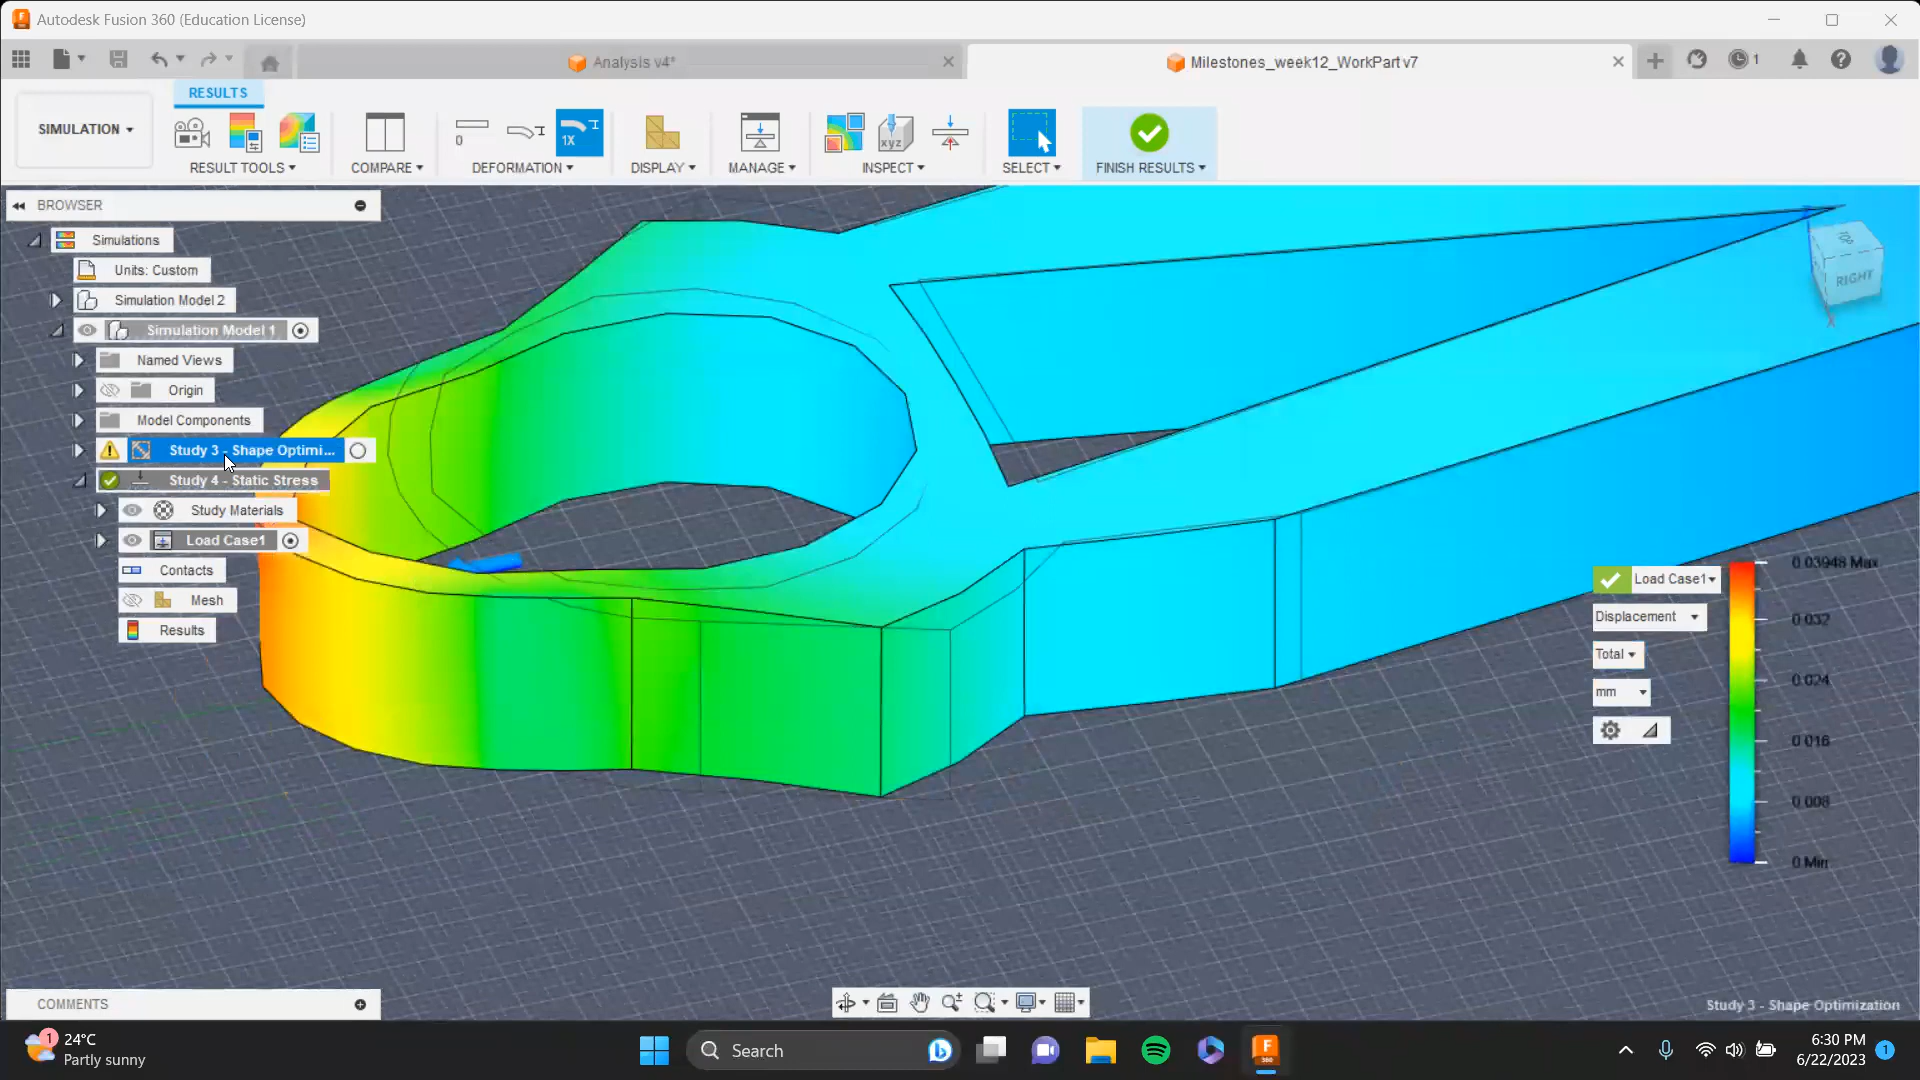 Autodesk Fusion 360 (Education License)
Analysis v4*
Milestones_week12_WorkPart v7
1
SIMULATION
RESULTS
1X
RESULT TOOLS
COMPARE
DEFORMATION
DISPLAY
MANAGE
INSPECT
SELECT
FINISH RESULTS
BROWSER
Simulations
Units: Custom
Simulation Model 2
Simulation Model 1
Named Views
Origin
Model Components
Study 3 - Shape Optimi...
Study 4 - Static Stress
Study Materials
Load Case1
Contacts
Mesh
Results
RIGHT
X
Load Case1
Displacement
Total
mm
0.03948 Max
0.032
0.024
0.016
0.008
0 Min
COMMENTS
Study 3 - Shape Optimization
1
24°C
Partly sunny
Search
6:30 PM
6/22/2023
1